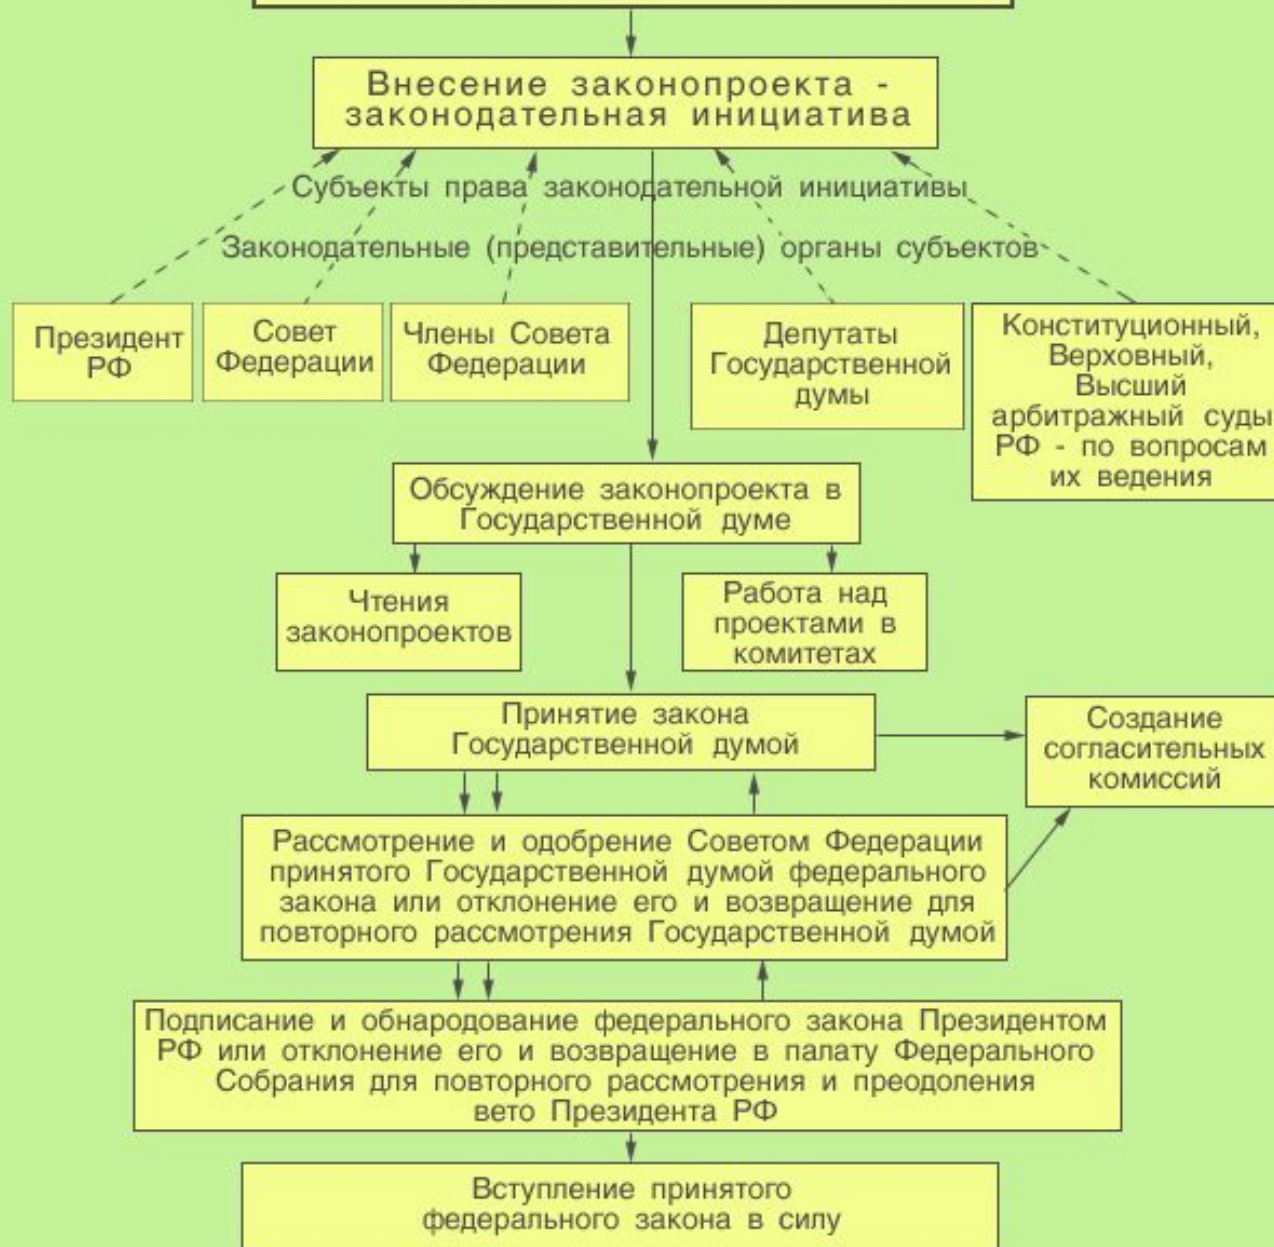 Внесение законопроекта -
законодательная инициатива
Субъекты права законодательной инициативы
Законодательные (представительные) органы субъектов
Президент
РФ
Совет
Федерации
Члены Совета
Федерации
Депутаты
Государственной
думы
Конституционный,
Верховный,
Высший
арбитражный суды
РФ - по вопросам
их ведения
Обсуждение законопроекта в
Государственной думе
Чтения
законопроектов
Работа над
проектами в
комитетах
Принятие закона
Государственной думой
Создание
согласительных
комиссий
Рассмотрение и одобрение Советом Федерации
принятого Государственной думой федерального
закона или отклонение его и возвращение для
повторного рассмотрения Государственной думой
Подписание и обнародование федерального закона Президентом
РФ или отклонение его и возвращение в палату Федерального
Собрания для повторного рассмотрения и преодоления
вето Президента РФ
Вступление принятого
федерального закона в силу